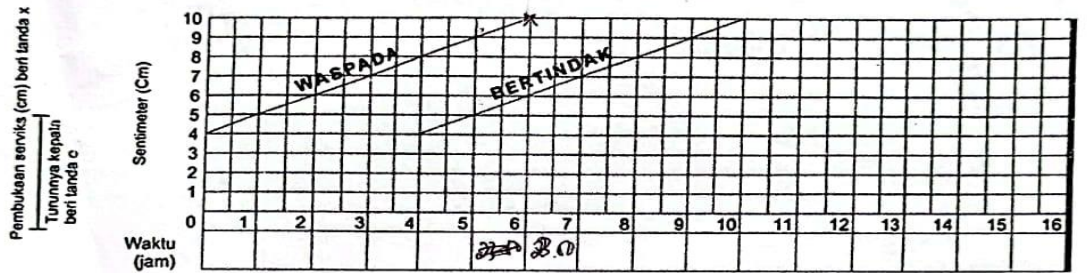 Pembukaan serviks (cm) beri tanda x
Turunnya kepala
beri tanda c
Sentimeter (Cm)
10
9
8
7
6
5
4
3
2
1
0
WASPADA
BERTINDAK
1 2 3 4 5 6 7 8 9 10 11 12 13 14 15 16
Waktu
(jam)